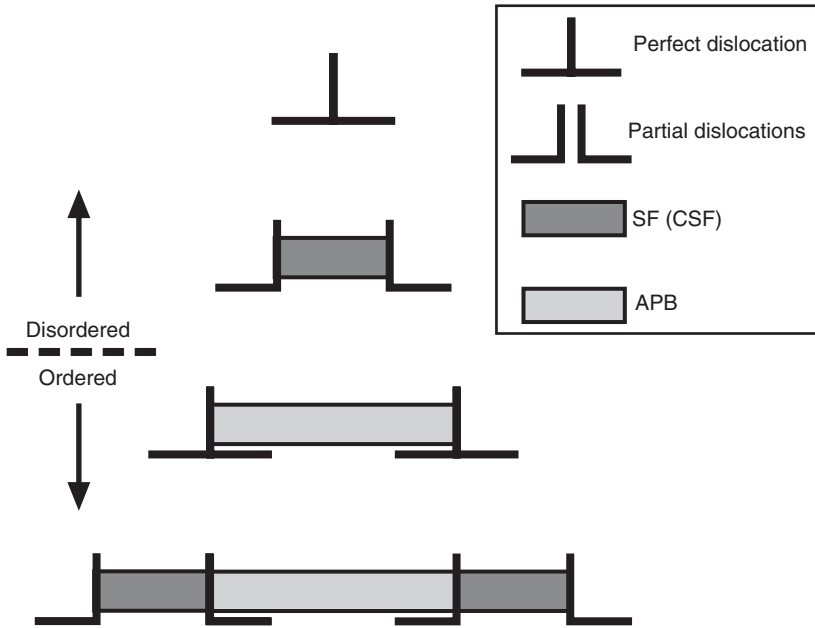 Perfect dislocation
Partial dislocations
SF (CSF)
APB
Disordered
Ordered